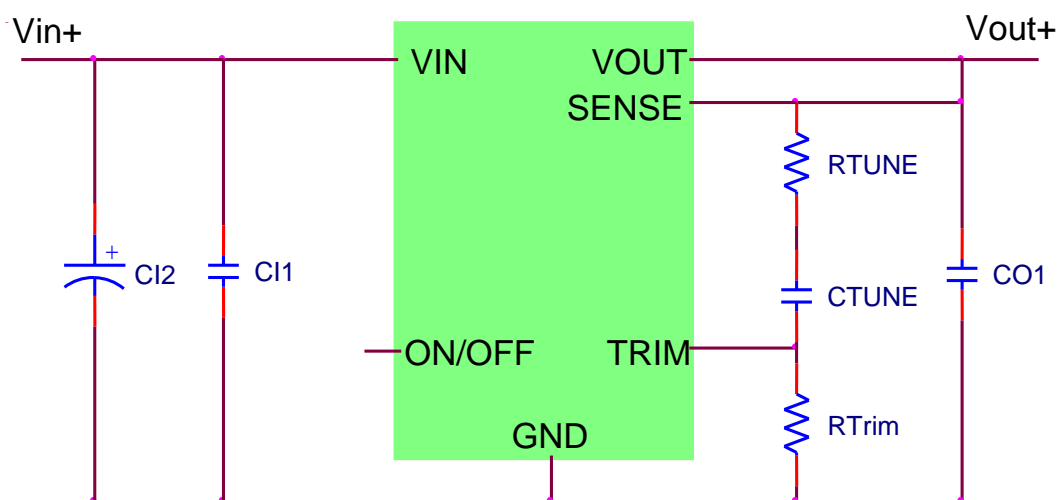 Vin+
Vout+
VIN
VOUT
SENSE
RTUNE
+
CI2
CI1
CTUNE
CO1
ON/OFF
TRIM
RTrim
GND